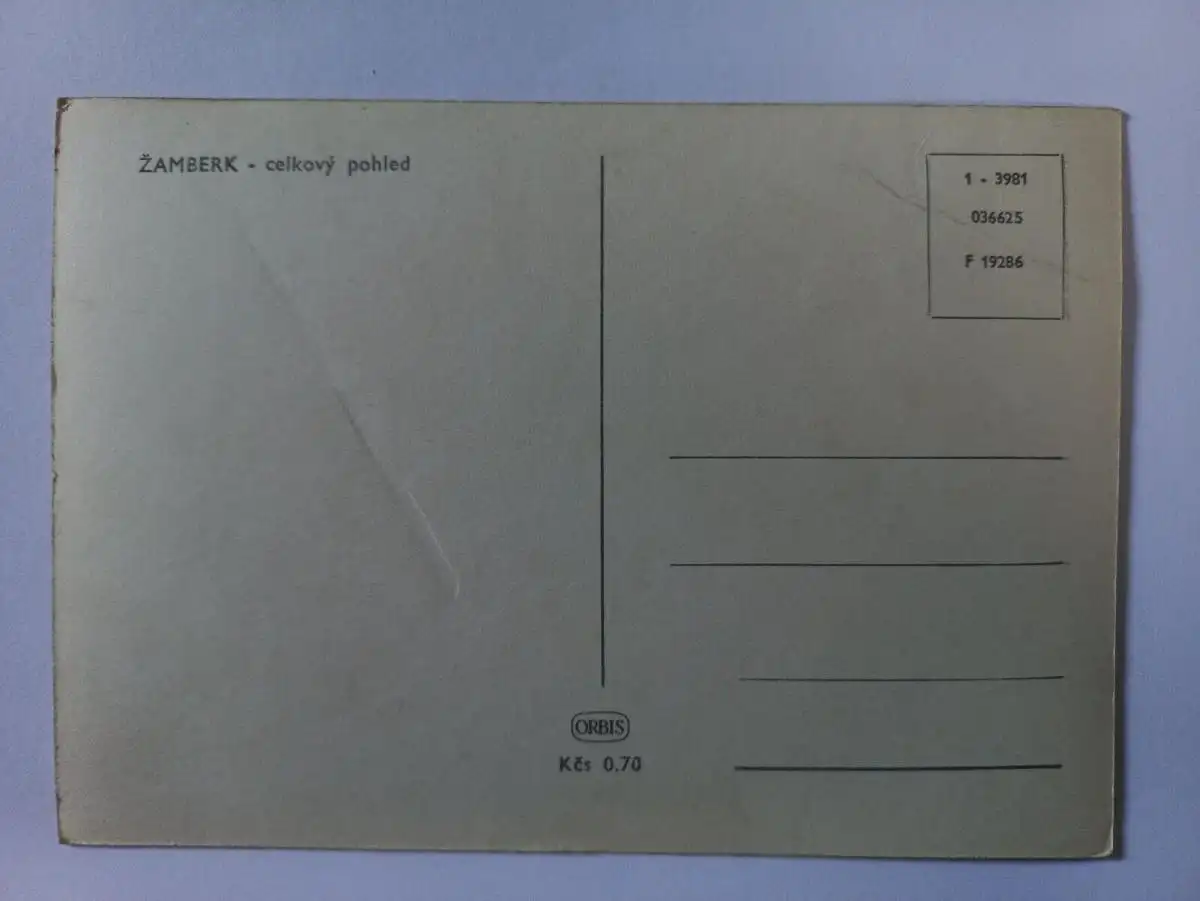 ŽAMBERK - celkový pohled
1 - 3981
036625
F 19286
ORBIS
Kčs 0.70